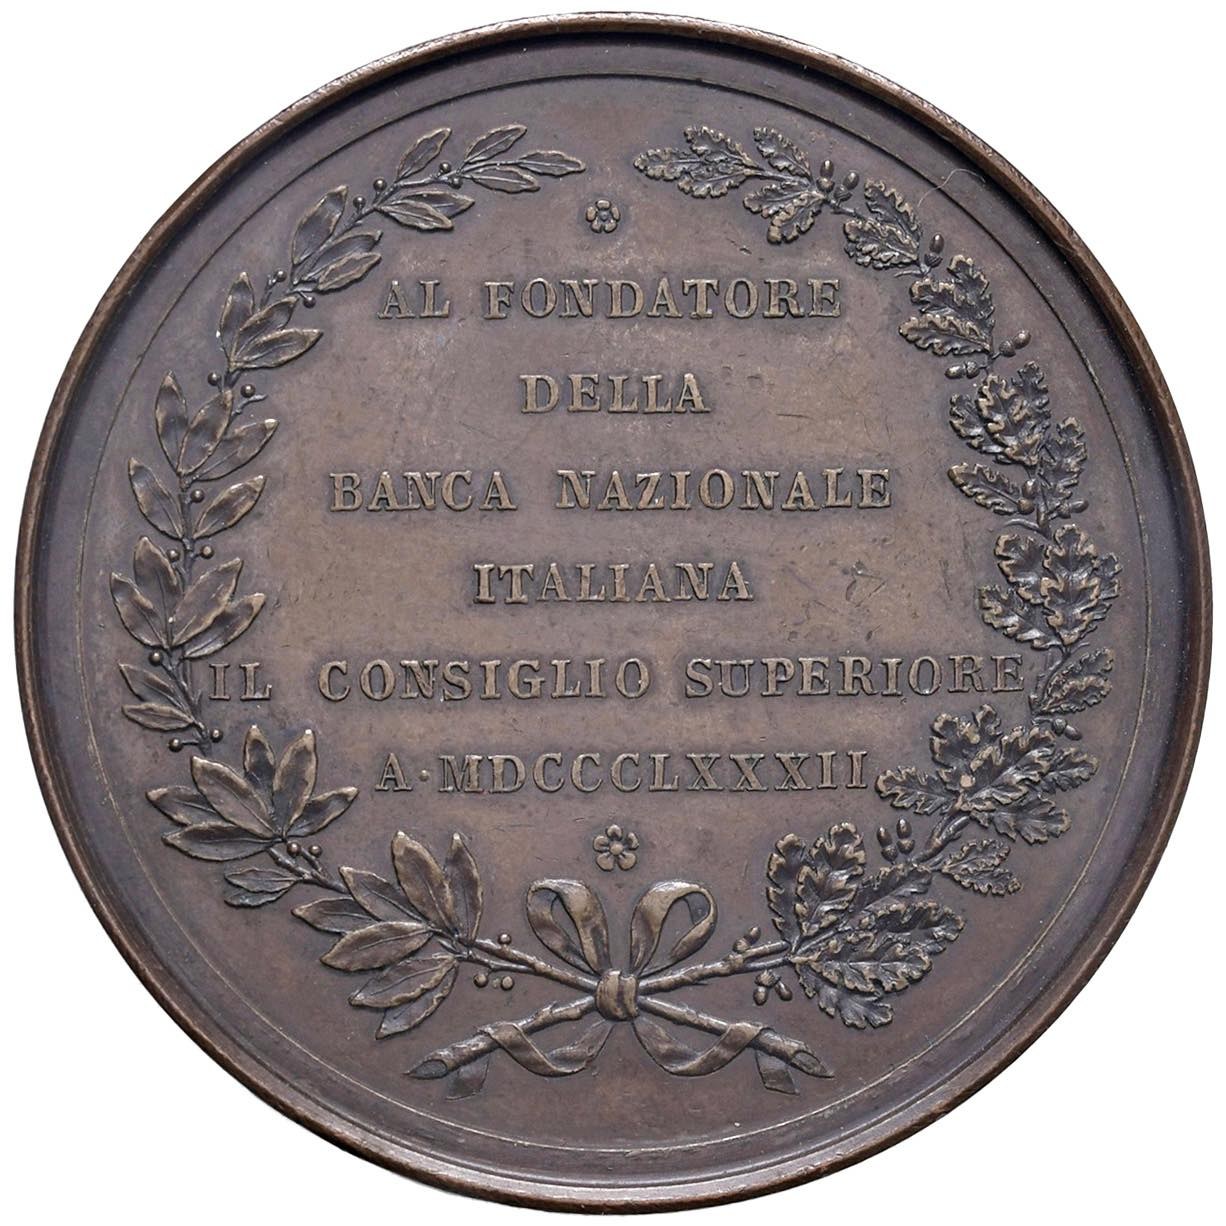 AL FONDATORE
DELLA
BANCA NAZIONALE
ITALIANA
IL CONSIGLIO SUPERIORE
A·MDCCCLXXXII